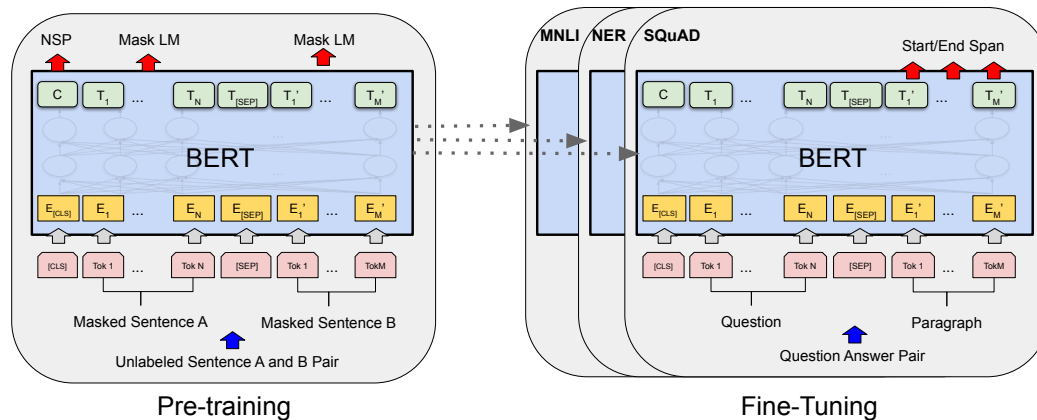 NSP Mask LM Mask LM
C T1 ... TN T[SEP] T1' ... TM'
BERT
E[CLS] E1 ... EN E[SEP] E1' ... EM'
[CLS] Tok 1 ... Tok N [SEP] Tok 1 ... TokM
Masked Sentence A Masked Sentence B
Unlabeled Sentence A and B Pair
Pre-training
MNLI NER SQuAD
Start/End Span
C T1 ... TN T[SEP] T1' ... TM'
BERT
E[CLS] E1 ... EN E[SEP] E1' ... EM'
[CLS] Tok 1 ... Tok N [SEP] Tok 1 ... TokM
Question Paragraph
Question Answer Pair
Fine-Tuning